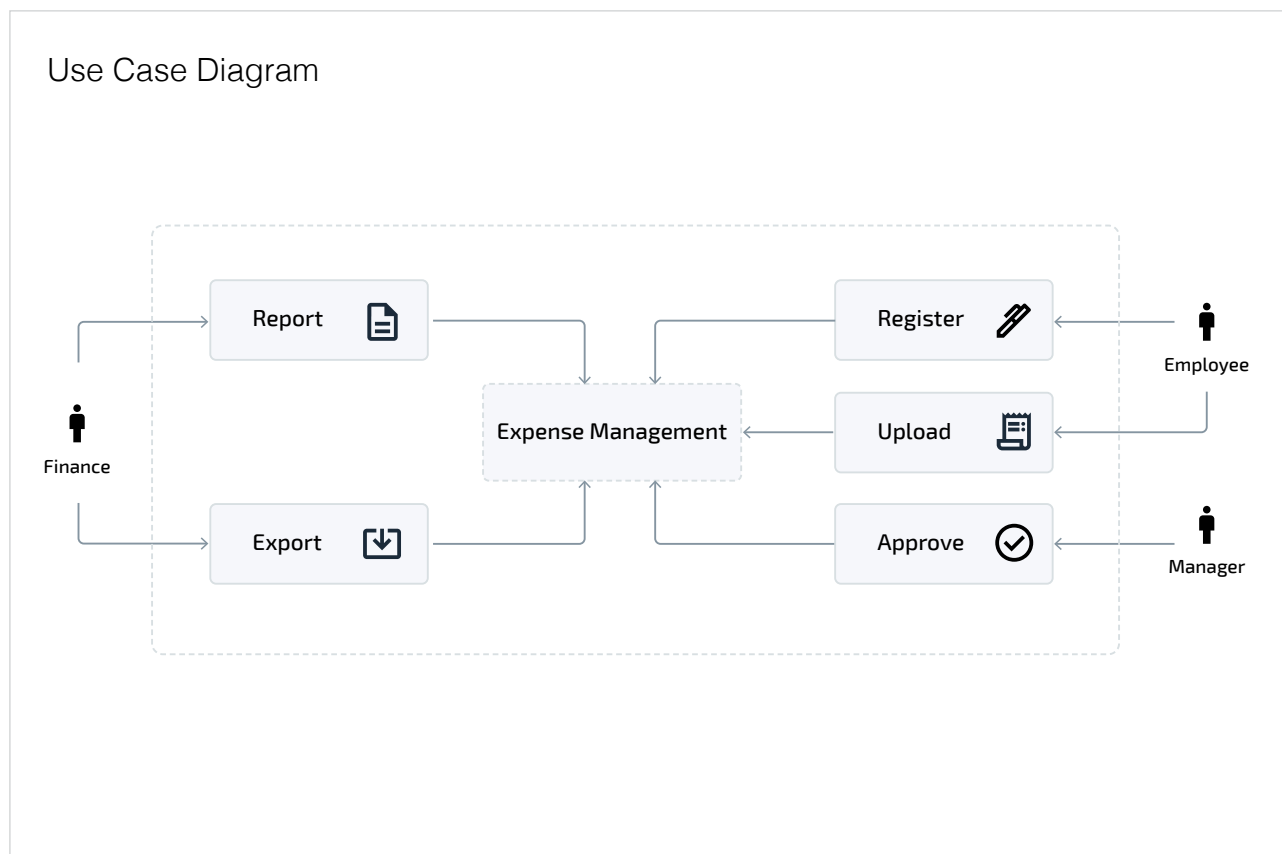 Use Case Diagram
Report
Register
Employee
Expense Management
Upload
Finance
Export
Approve
Manager